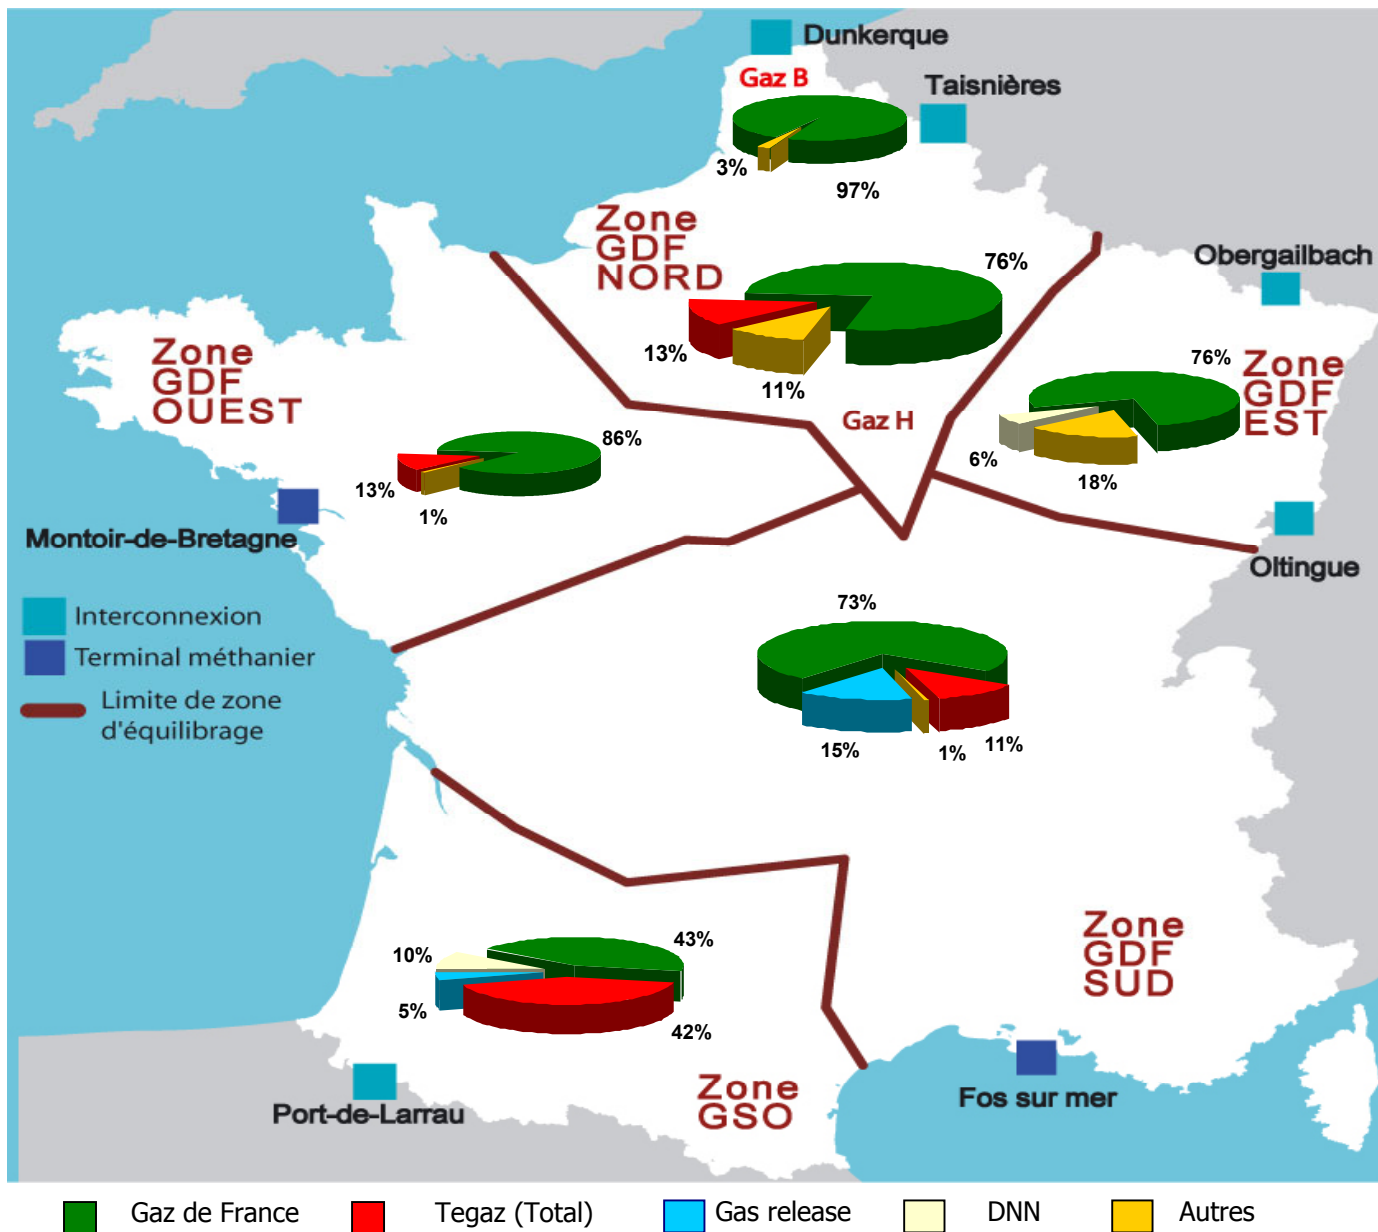 Dunkerque
Gaz B
Taisnières
3%
97%
Zone
GDF
NORD
76%
Obergailbach
13%
11%
Gaz H
Zone
GDF
OUEST
76%
Zone
GDF
EST
6%
18%
86%
13%
1%
Montoir-de-Bretagne
Oltingue
Interconnexion
Terminal méthanier
Limite de zone
d'équilibrage
73%
15%
1%
11%
10%
43%
5%
42%
Zone
GDF
SUD
Port-de-Larrau
Zone
GSO
Fos sur mer
Gaz de France
Tegaz (Total)
Gas release
DNN
Autres